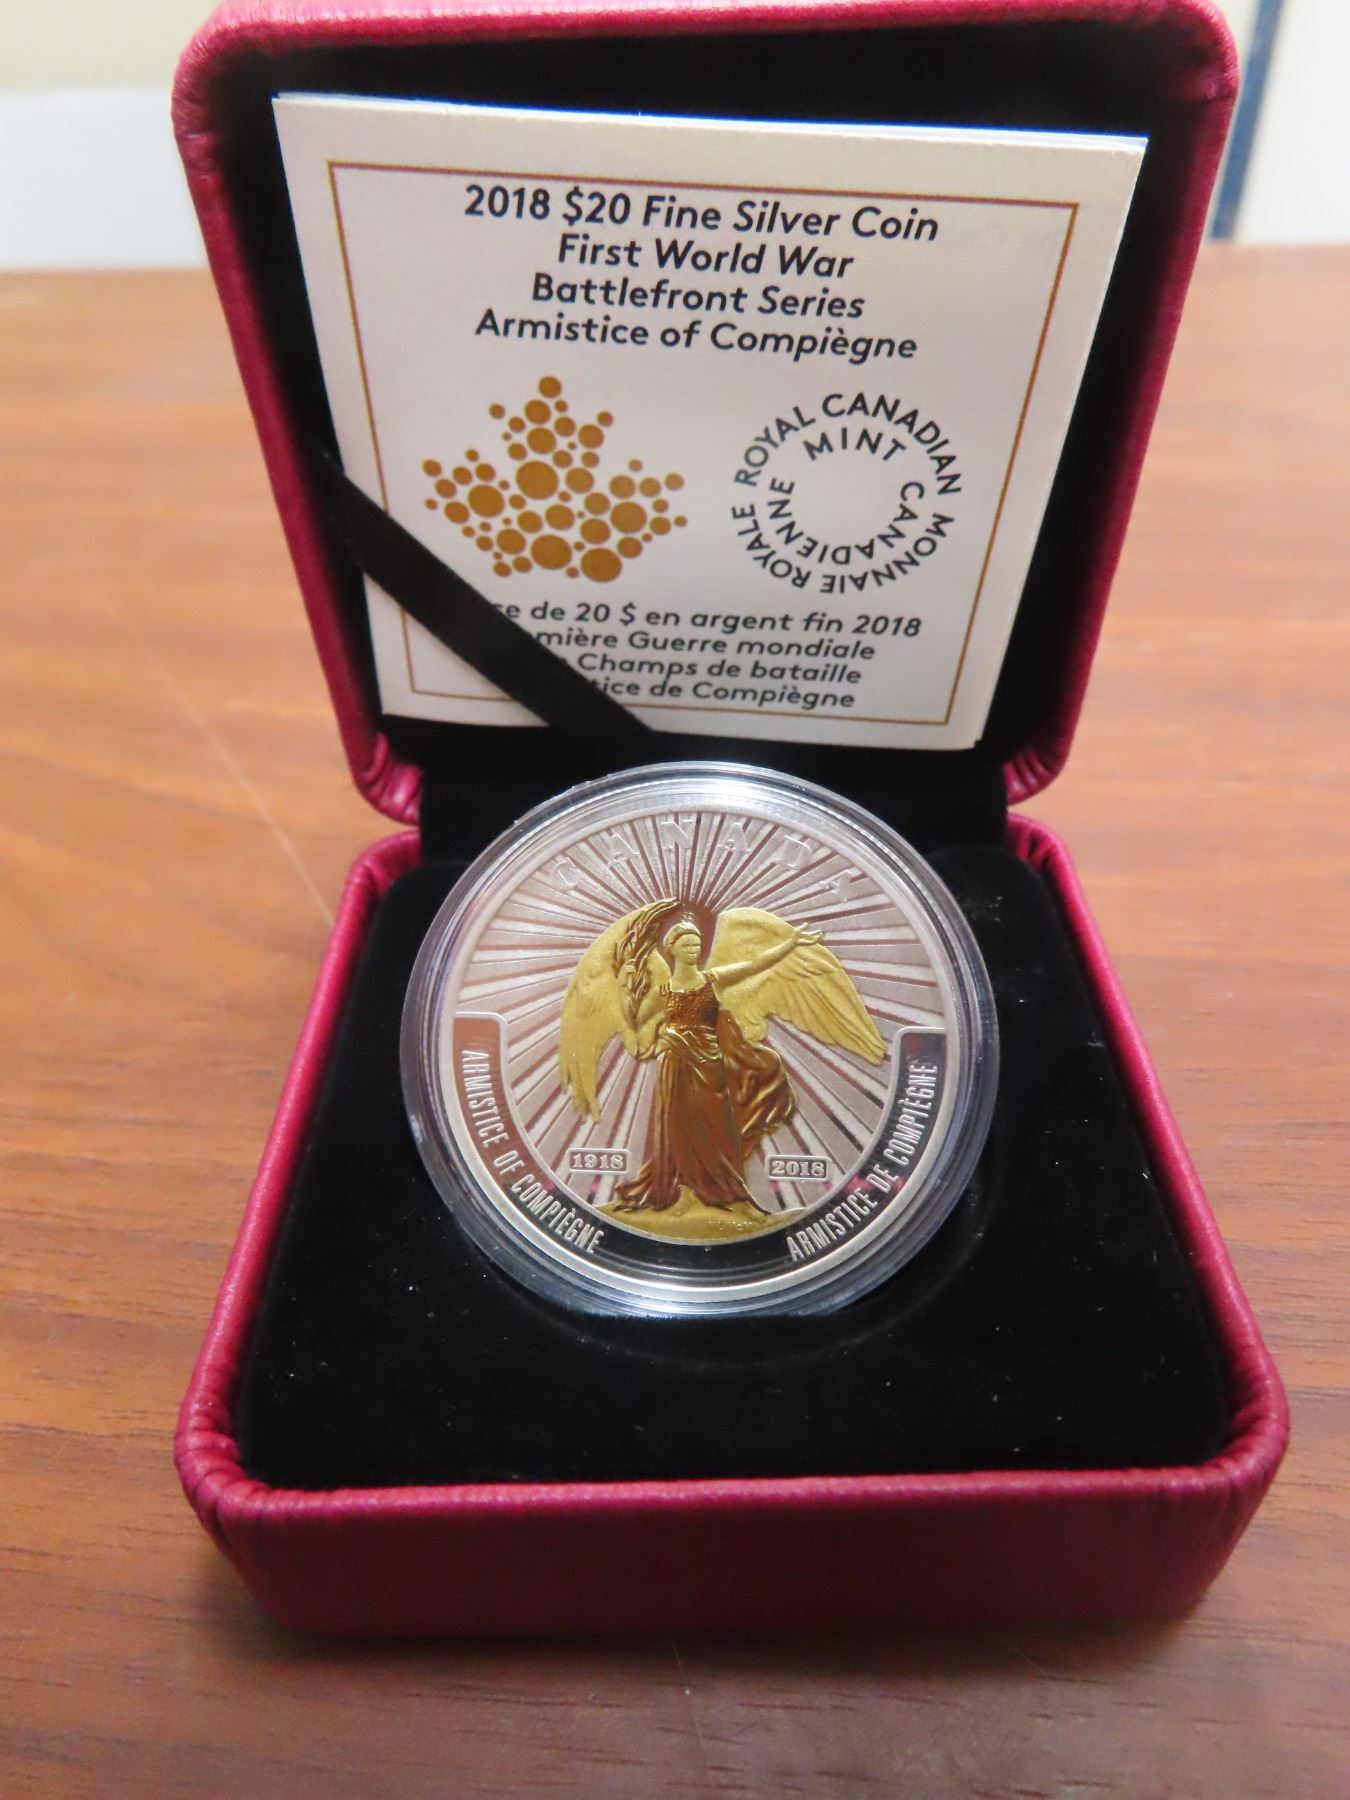 2018 $20 Fine Silver Coin
First World War
Battlefront Series
Armistice of Compiègne
ROYAL CANADIAN
MINT
MONNAIE ROYALE
CANADIENNE
de 20 $ en argent fin 2018
Guerre mondiale
Champs de bataille
de Compiègne
CANADA
1918
2018
ARMISTICE OF COMPIÈGNE
ARMISTICE DE COMPIÈGNE